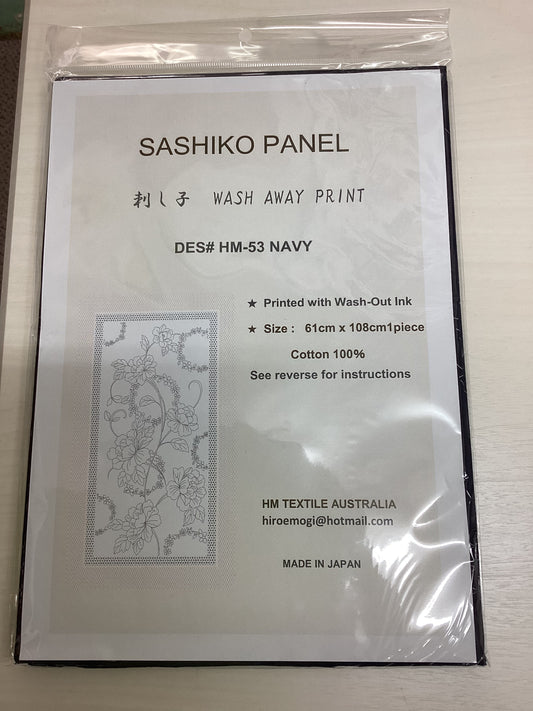 SASHIKO PANEL
刺し子 WASH AWAY PRINT
DES# HM-53 NAVY
★ Printed with Wash-Out Ink
★ Size : 61cm x 108cm1piece
Cotton 100%
See reverse for instructions
HM TEXTILE AUSTRALIA
hiroemogi@hotmail.com
MADE IN JAPAN